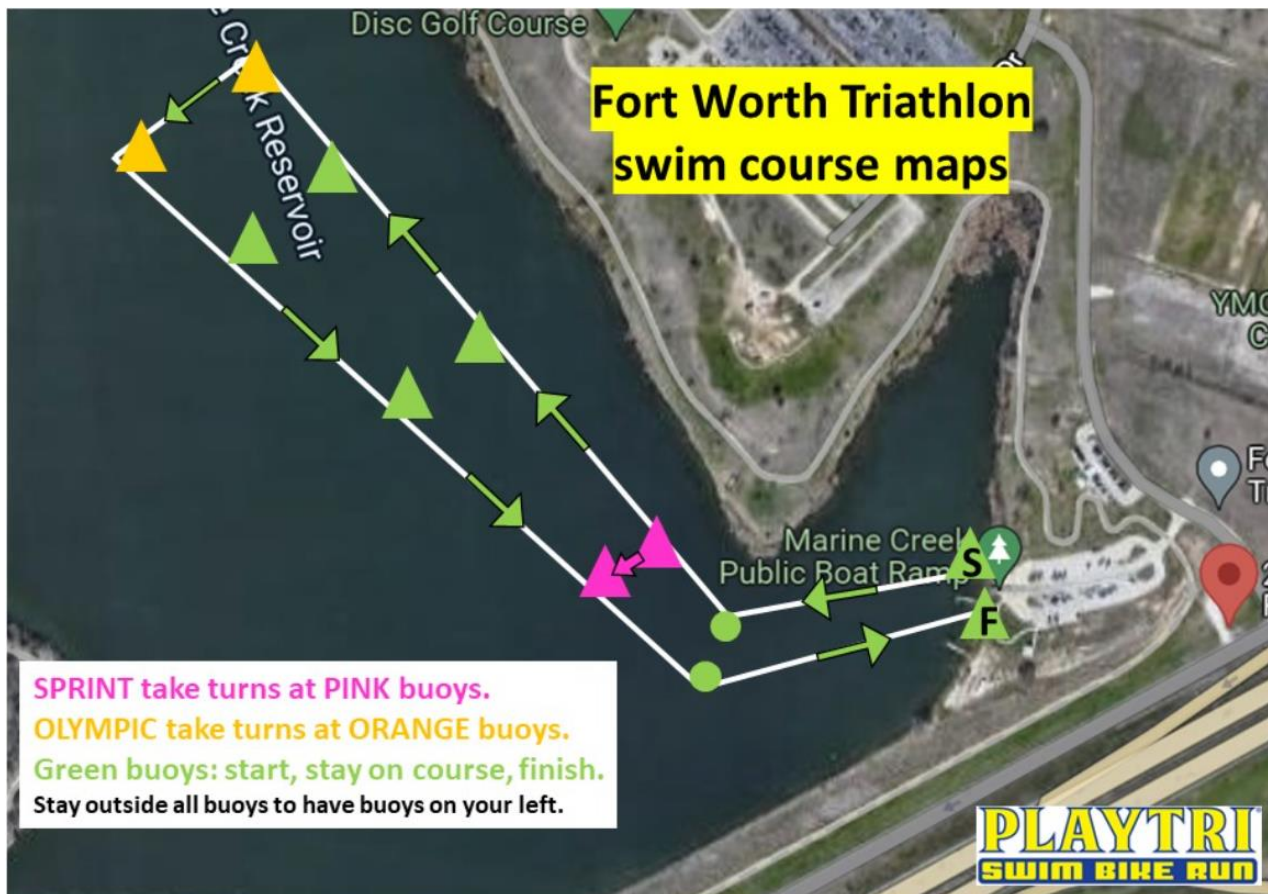 Disc Golf Course
Fort Worth Triathlon
swim course maps
Reservoir
YMC
C
Marine Creek
Public Boat Ramp
S
F
SPRINT take turns at PINK buoys.
OLYMPIC take turns at ORANGE buoys.
Green buoys: start, stay on course, finish.
Stay outside all buoys to have buoys on your left.
PLAYTRI
SWIM BIKE RUN